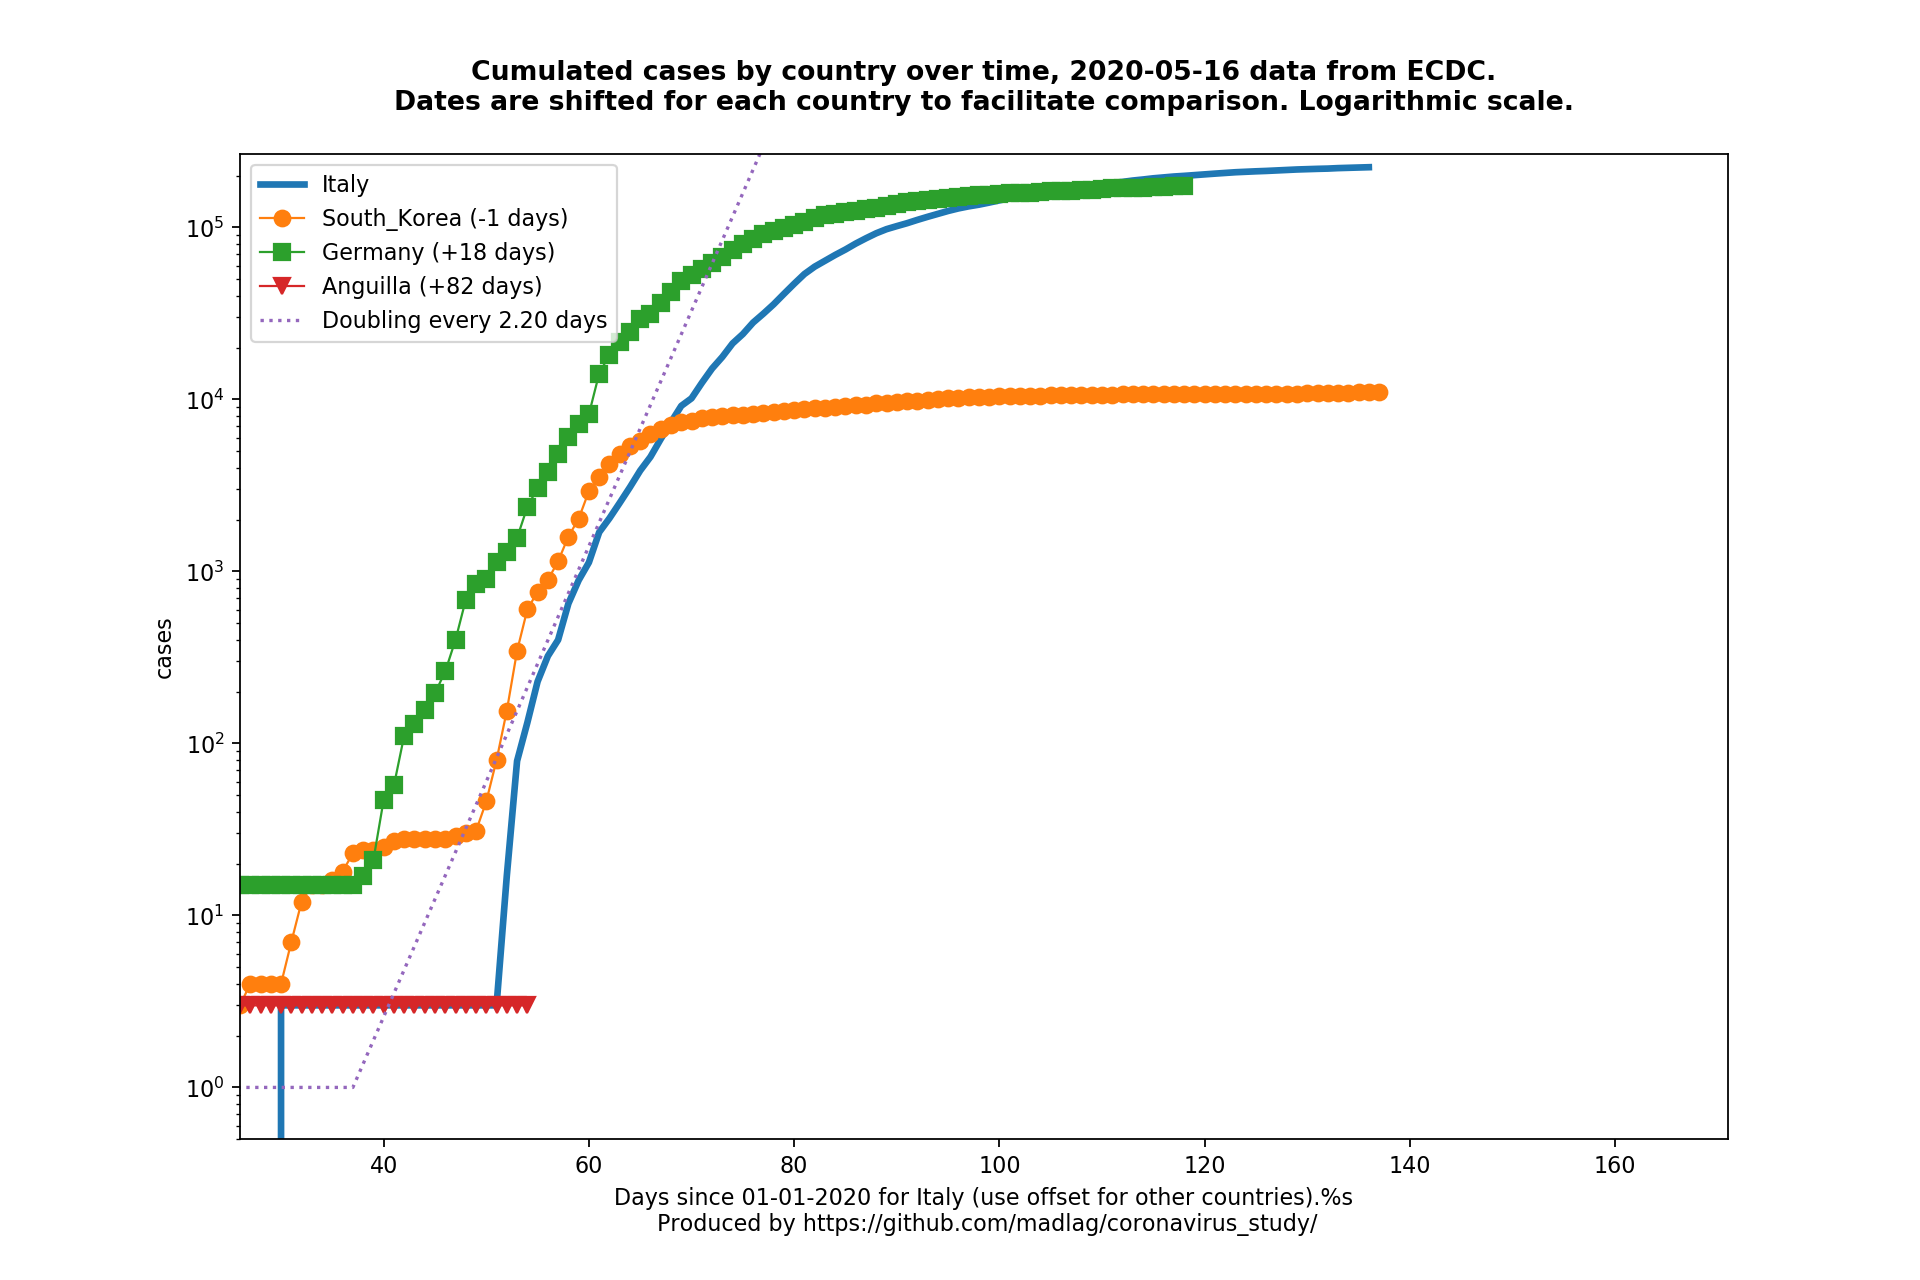 Cumulated cases by country over time, 2020-05-16 data from ECDC.
Dates are shifted for each country to facilitate comparison. Logarithmic scale.
Italy
South_Korea (-1 days)
Germany (+18 days)
Anguilla (+82 days)
Doubling every 2.20 days
10^5
10^4
10^3
10^2
10^1
10^0
cases
40 60 80 100 120 140 160
Days since 01-01-2020 for Italy (use offset for other countries).%s
Produced by https://github.com/madlag/coronavirus_study/